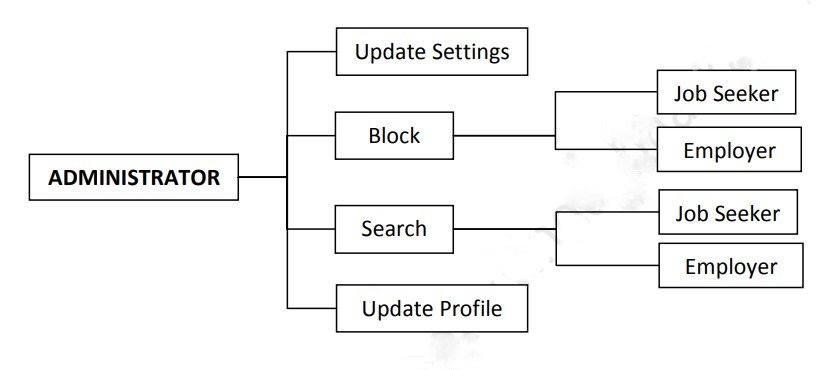 Update Settings
Job Seeker
Block
Employer
ADMINISTRATOR
Job Seeker
Search
Employer
Update Profile